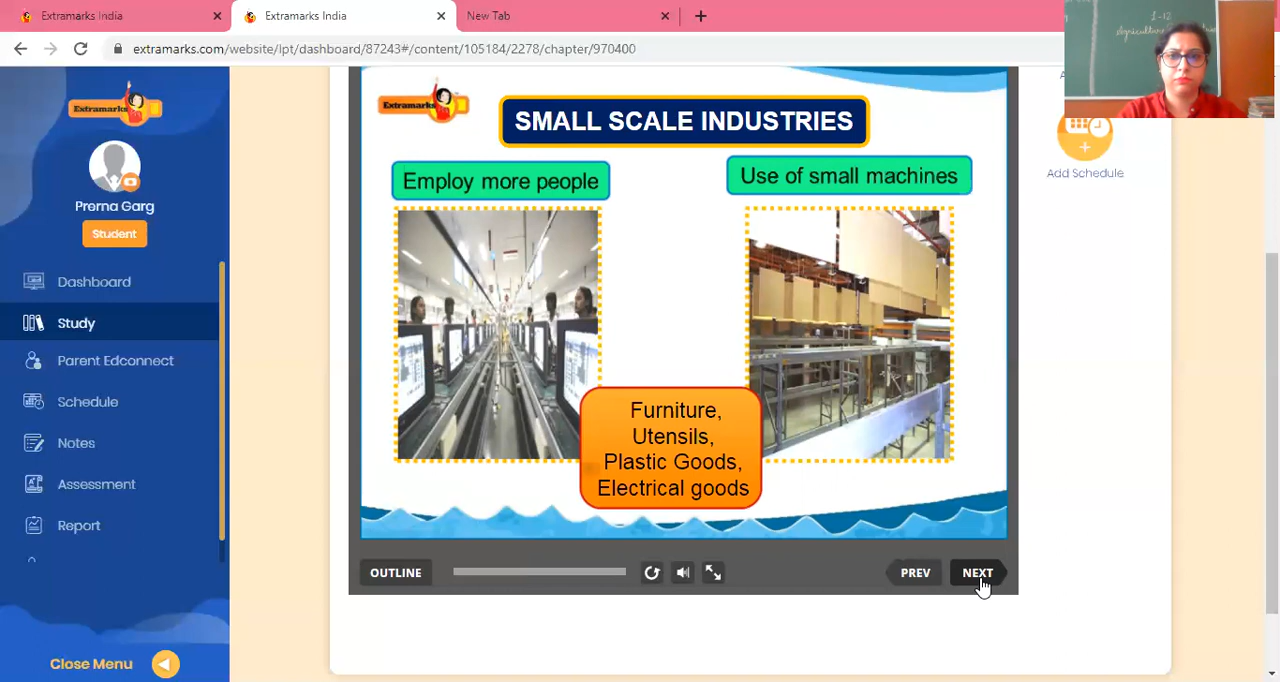 Extramarks India
Extramarks India
New Tab
extramarks.com/website/lpt/dashboard/87243#/content/105184/2278/chapter/970400
L-12
Extramarks
Prerna Garg
Student
Dashboard
Study
Parent Edconnect
Schedule
Notes
Assessment
Report
Close Menu
Extramarks
SMALL SCALE INDUSTRIES
Employ more people
Use of small machines
Furniture,
Utensils,
Plastic Goods,
Electrical goods
OUTLINE
PREV
NEXT
Add Schedule